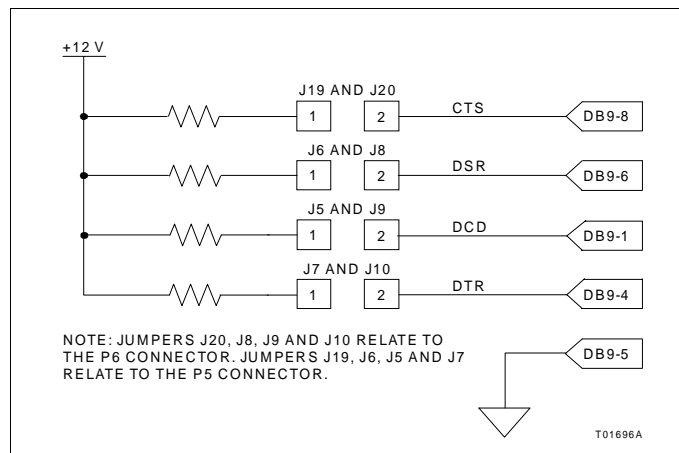 +12 V
J19 AND J20
1 2 CTS DB9-8
J6 AND J8
1 2 DSR DB9-6
J5 AND J9
1 2 DCD DB9-1
J7 AND J10
1 2 DTR DB9-4
NOTE: JUMPERS J20, J8, J9 AND J10 RELATE TO
THE P6 CONNECTOR. JUMPERS J19, J6, J5 AND J7
RELATE TO THE P5 CONNECTOR.
DB9-5
T01696A